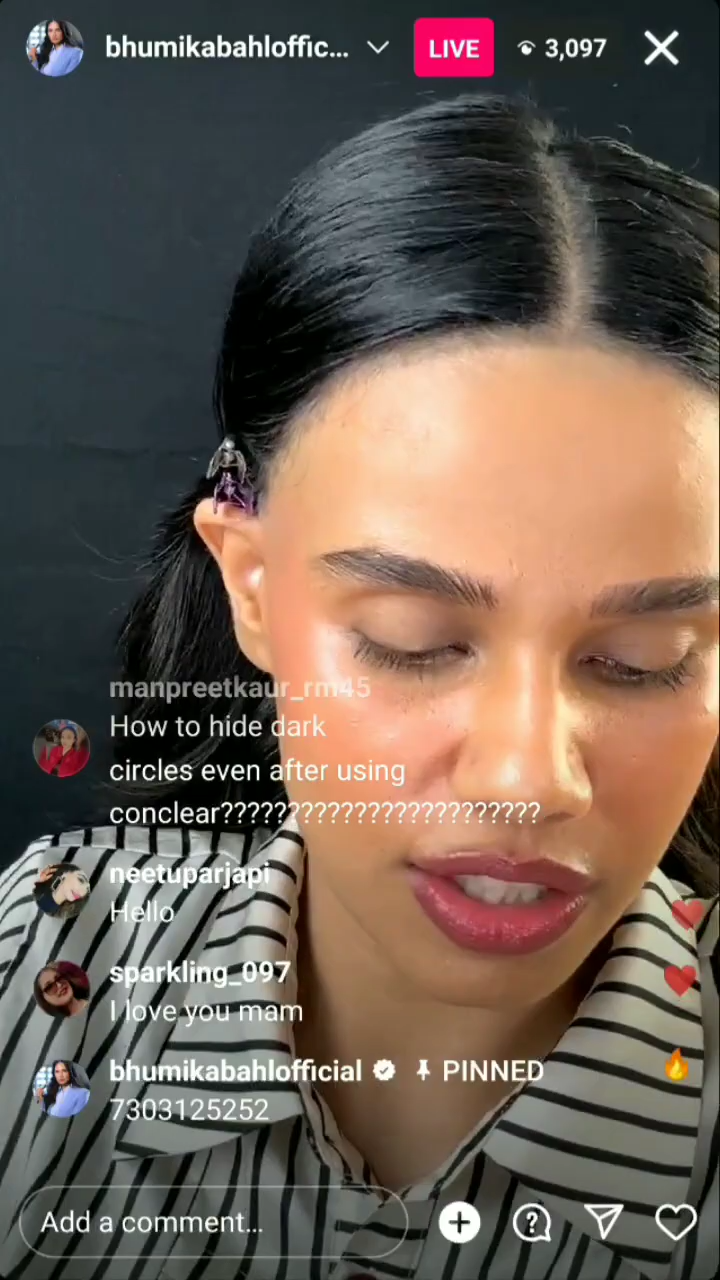 bhumikabahloffic...
LIVE
3,097
manpreetkaur_rm45
How to hide dark
circles even after using
conclear????????????????????????
neetuparjapi
Hello
sparkling_097
I love you mam
bhumikabahlofficial PINNED
7303125252
Add a comment...